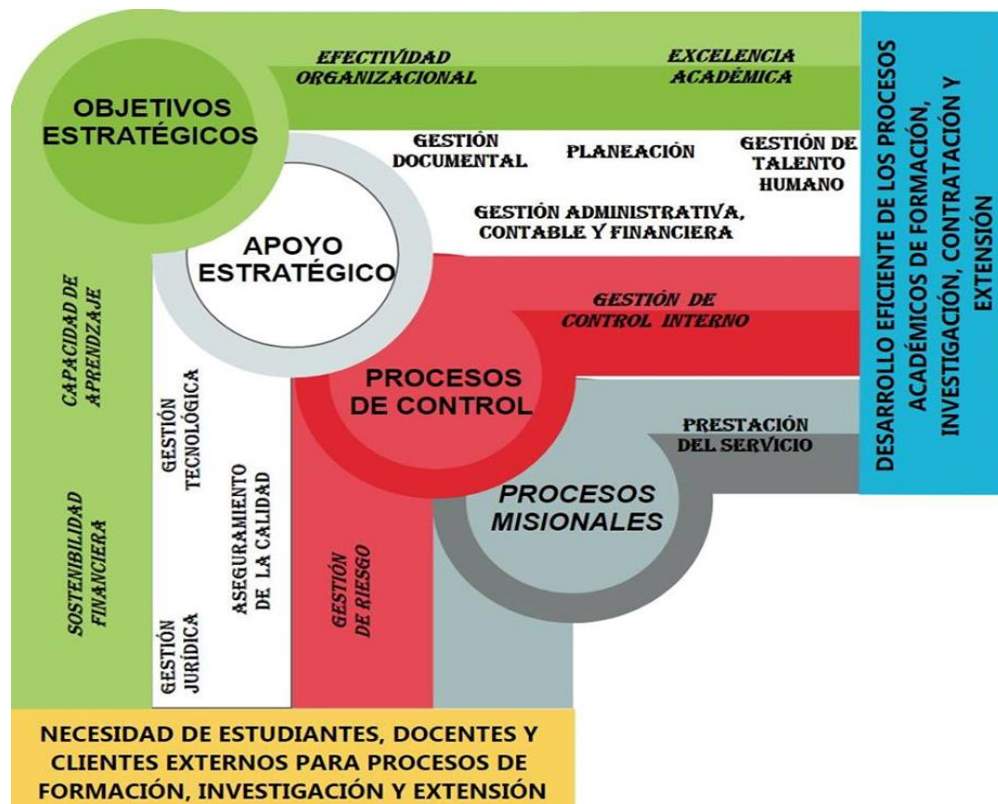 EFECTIVIDAD
ORGANIZACIONAL
EXCELENCIA
ACADÉMICA
OBJETIVOS
ESTRATÉGICOS
GESTIÓN
DOCUMENTAL
PLANEACIÓN
GESTIÓN DE
TALENTO
HUMANO
GESTIÓN ADMINISTRATIVA,
CONTABLE Y FINANCIERA
APOYO
ESTRATÉGICO
GESTIÓN DE
CONTROL INTERNO
PROCESOS
DE CONTROL
PRESTACIÓN
DEL SERVICIO
PROCESOS
MISIONALES
CAPACIDAD DE
APRENDZAJE
SOSTENIBILIDAD
FINANCIERA
GESTIÓN
TECNOLÓGICA
GESTIÓN
JURÍDICA
ASEGURAMIENTO
DE LA CALIDAD
GESTIÓN
DE RIESGO
DESARROLLO EFICIENTE DE LOS PROCESOS
ACADÉMICOS DE FORMACIÓN,
INVESTIGACIÓN, CONTRATACIÓN Y
EXTENSIÓN
NECESIDAD DE ESTUDIANTES, DOCENTES Y
CLIENTES EXTERNOS PARA PROCESOS DE
FORMACIÓN, INVESTIGACIÓN Y EXTENSIÓN